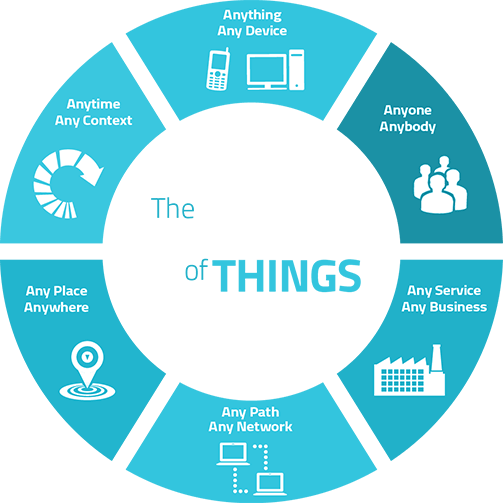 Anything
Any Device
Anyone
Anybody
Any Service
Any Business
Any Path
Any Network
Any Place
Anywhere
Anytime
Any Context
The
of THINGS